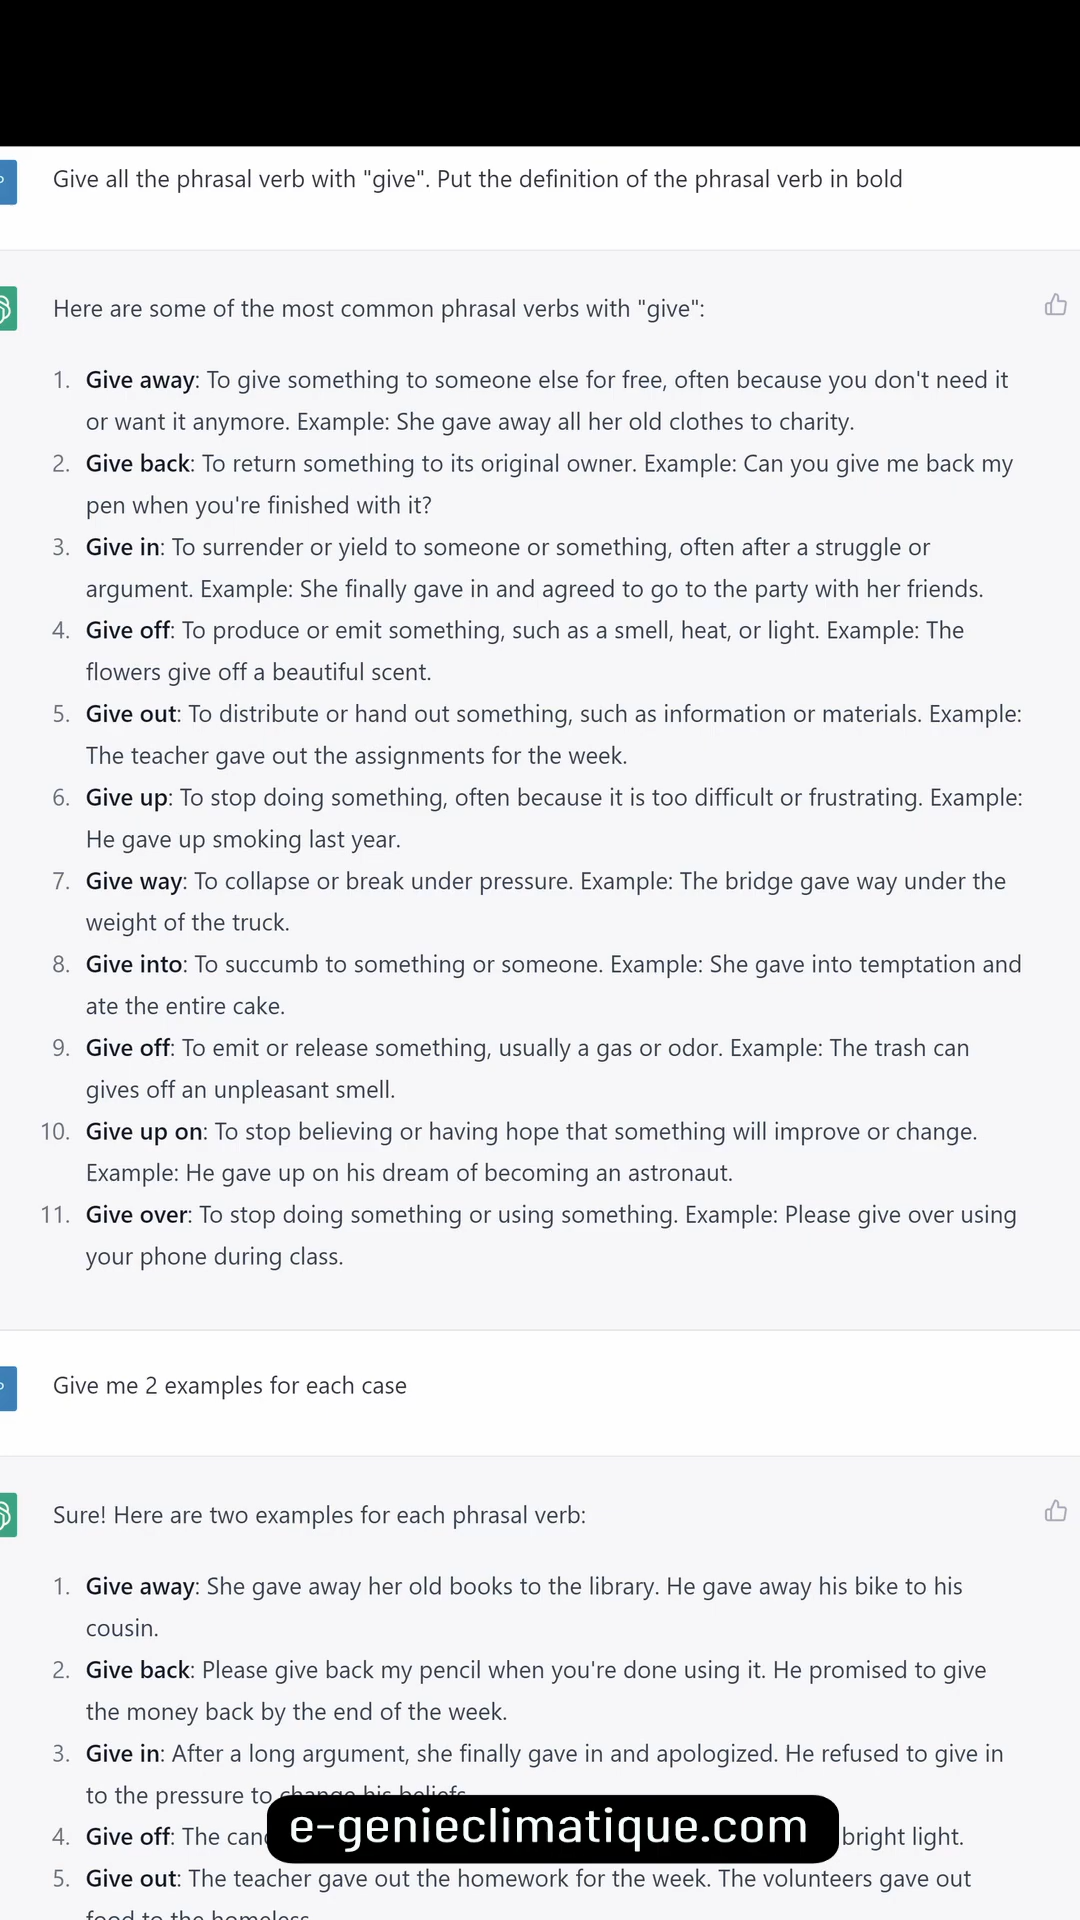 Give all the phrasal verb with "give". Put the definition of the phrasal verb in bold
Here are some of the most common phrasal verbs with "give":
1. Give away: To give something to someone else for free, often because you don't need it
or want it anymore. Example: She gave away all her old clothes to charity.
2. Give back: To return something to its original owner. Example: Can you give me back my
pen when you're finished with it?
3. Give in: To surrender or yield to someone or something, often after a struggle or
argument. Example: She finally gave in and agreed to go to the party with her friends.
4. Give off: To produce or emit something, such as a smell, heat, or light. Example: The
flowers give off a beautiful scent.
5. Give out: To distribute or hand out something, such as information or materials. Example:
The teacher gave out the assignments for the week.
6. Give up: To stop doing something, often because it is too difficult or frustrating. Example:
He gave up smoking last year.
7. Give way: To collapse or break under pressure. Example: The bridge gave way under the
weight of the truck.
8. Give into: To succumb to something or someone. Example: She gave into temptation and
ate the entire cake.
9. Give off: To emit or release something, usually a gas or odor. Example: The trash can
gives off an unpleasant smell.
10. Give up on: To stop believing or having hope that something will improve or change.
Example: He gave up on his dream of becoming an astronaut.
11. Give over: To stop doing something or using something. Example: Please give over using
your phone during class.
Give me 2 examples for each case
Sure! Here are two examples for each phrasal verb:
1. Give away: She gave away her old books to the library. He gave away his bike to his
cousin.
2. Give back: Please give back my pencil when you're done using it. He promised to give
the money back by the end of the week.
3. Give in: After a long argument, she finally gave in and apologized. He refused to give in
to the pressure to change his beliefs.
e-genieclimatique.com
4. Give off: The bright light.
5. Give out: The teacher gave out the homework for the week. The volunteers gave out
food to the homeless.